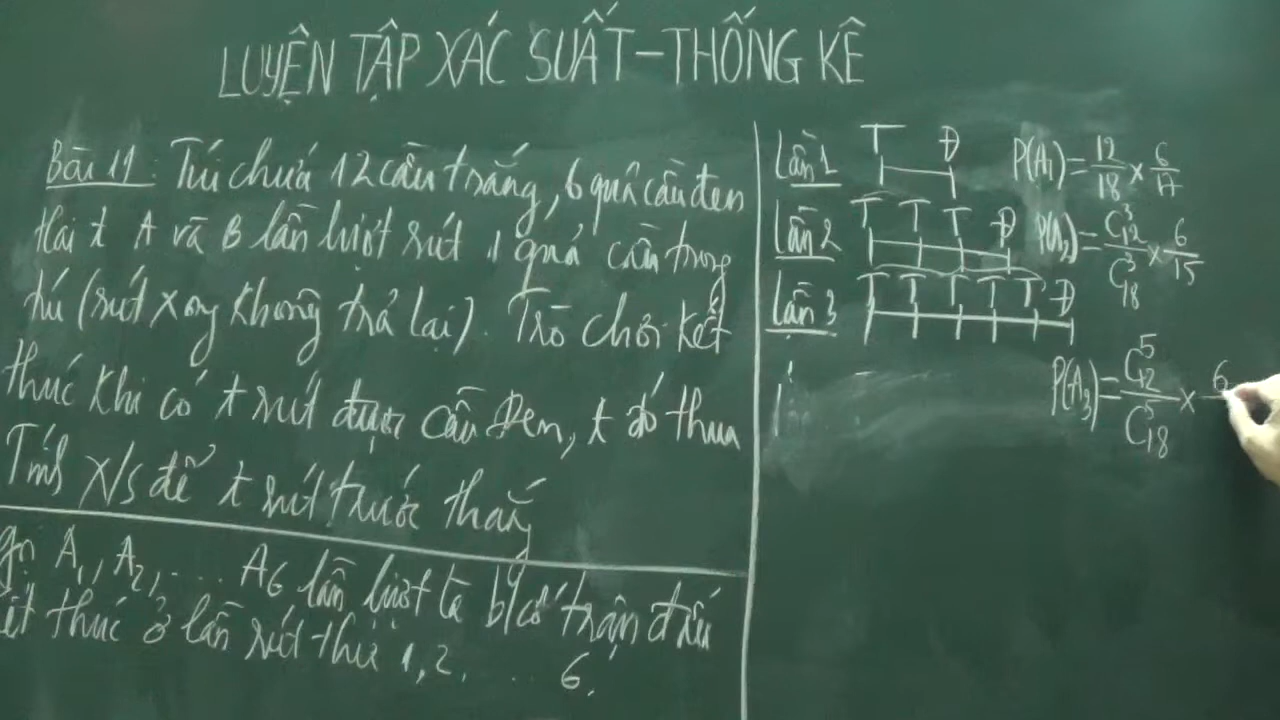 LUYỆN TẬP XÁC SUẤT-THỐNG KÊ
Bài 11: Túi chứa 12 cầu trắng, 6 quả cầu đen
Hai t A và B lần lượt rút 1 quả cầu trong
túi (rút xong không trả lại). Trò chơi kết
thúc khi có t rút được cầu Đen, t đó thua
Tính X/S để t rút trước thắng
A1, A2, ... A6 lần lượt là b/cố trận đấu
thúc ở lần rút thứ 1, 2, ... 6.
Lần 1 T Đ P(A1) = 12/18 x 6/17
Lần 2 T T T Đ P(A2) = C³12/C³18 x 6/15
Lần 3 T T T T T Đ
P(A3) = C⁵12/C⁵18 x 6